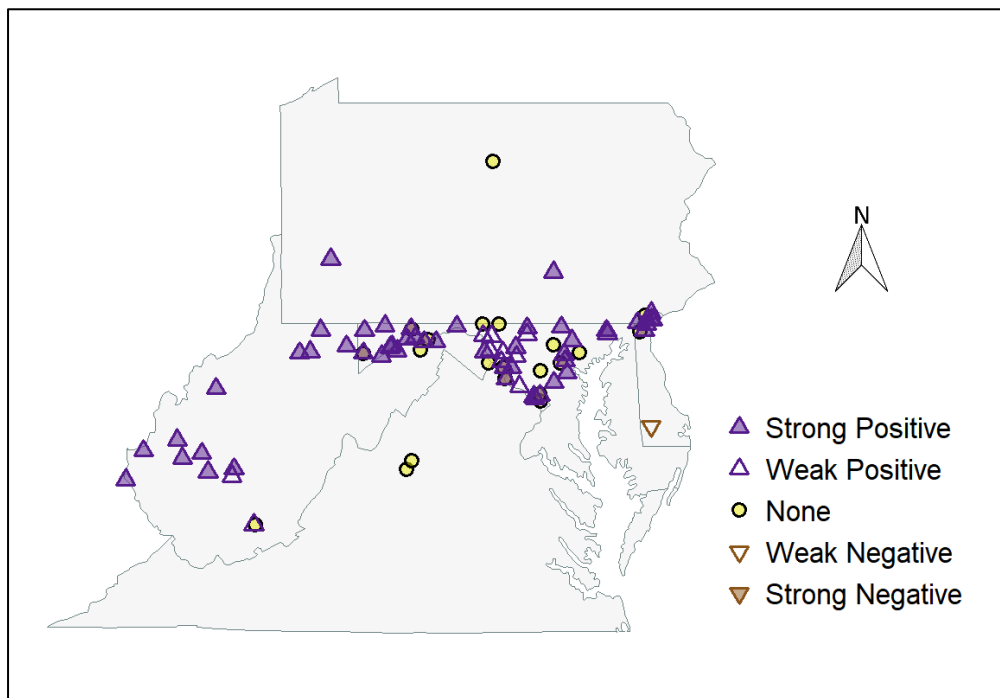 N
Strong Positive
Weak Positive
None
Weak Negative
Strong Negative